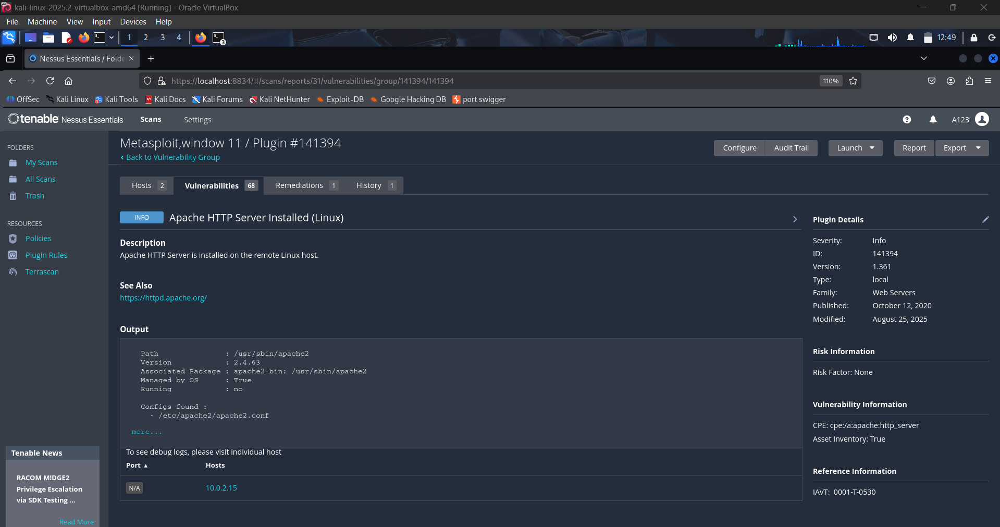 kali-linux-2025.2-virtualbox-amd64 [Running] - Oracle VirtualBox
File Machine View Input Devices Help
1 2 3 4 3 12:49
Nessus Essentials / Folde
https://localhost:8834/#/scans/reports/31/vulnerabilities/group/141394/141394 110%
OffSec Kali Linux Kali Tools Kali Docs Kali Forums Kali NetHunter Exploit-DB Google Hacking DB port swigger
tenable Nessus Essentials Scans Settings A123
FOLDERS
My Scans
All Scans
Trash
RESOURCES
Policies
Plugin Rules
Terrascan
Tenable News
RACOM M!DGE2
Privilege Escalation
via SDK Testing ...
Read More
Metasploit,window 11 / Plugin #141394
Back to Vulnerability Group
Configure Audit Trail Launch Report Export
Hosts 2 Vulnerabilities 68 Remediations 1 History 1
INFO Apache HTTP Server Installed (Linux)
Description
Apache HTTP Server is installed on the remote Linux host.
See Also
https://httpd.apache.org/
Output
Path : /usr/sbin/apache2
Version : 2.4.63
Associated Package : apache2-bin: /usr/sbin/apache2
Managed by OS : True
Running : no
Configs found :
- /etc/apache2/apache2.conf
more...
To see debug logs, please visit individual host
Port ▲ Hosts
N/A 10.0.2.15
Plugin Details
Severity: Info
ID: 141394
Version: 1.361
Type: local
Family: Web Servers
Published: October 12, 2020
Modified: August 25, 2025
Risk Information
Risk Factor: None
Vulnerability Information
CPE: cpe:/a:apache:http_server
Asset Inventory: True
Reference Information
IAVT: 0001-T-0530